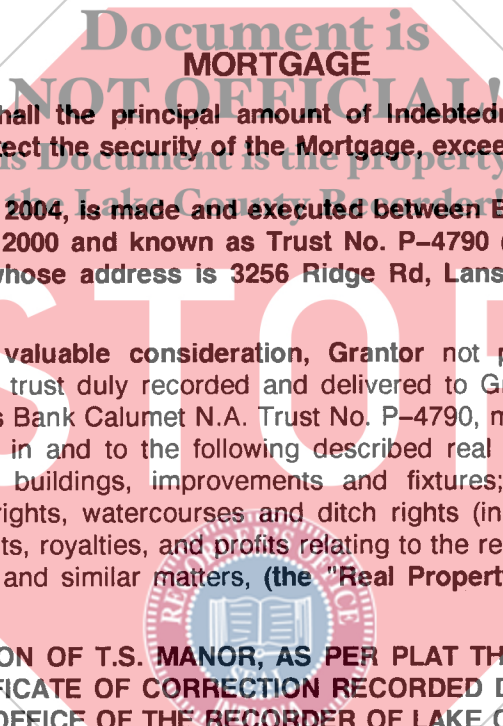 Document is
MORTGAGE
NOT OFFICIAL!
hall the principal amount of Indebtedn
tect the security of the Mortgage, excee
is Document is the property
the Lake County Recorder
2004, is made and executed between B
2000 and known as Trust No. P–4790
whose address is 3256 Ridge Rd, Lans
STOP
valuable consideration, Grantor not p
trust duly recorded and delivered to G
s Bank Calumet N.A. Trust No. P–4790, m
in and to the following described real
buildings, improvements and fixtures;
rights, watercourses and ditch rights (in
ts, royalties, and profits relating to the re
and similar matters, (the "Real Propert
RECORDER'S OFFICE
ON OF T.S. MANOR, AS PER PLAT TH
FICATE OF CORRECTION RECORDED D
OFFICE OF THE RECORDER OF LAKE